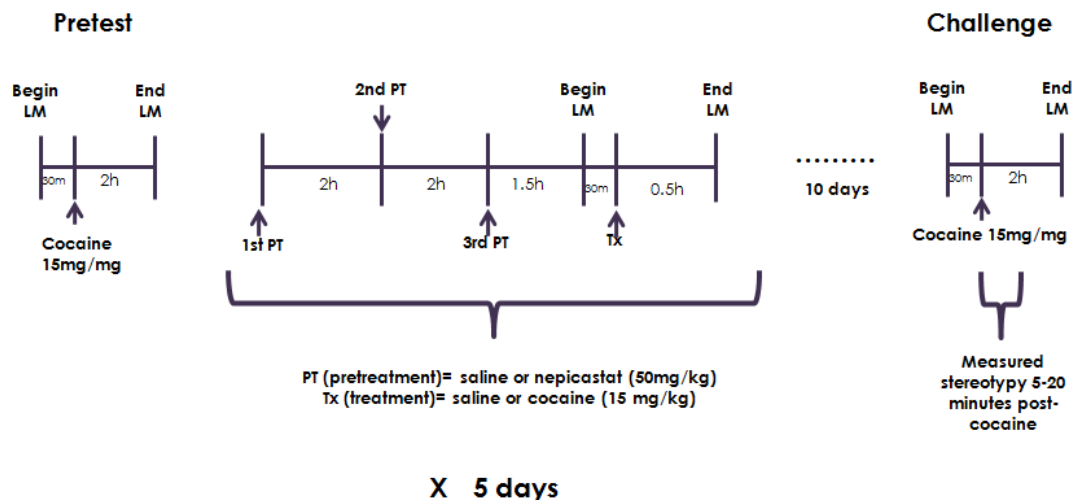 Pretest
Begin
LM
End
LM
30m
2h
Cocaine
15mg/mg
2nd PT
Begin
LM
End
LM
2h
2h
1.5h
30m
0.5h
1st PT
3rd PT
Tx
PT (pretreatment)= saline or nepicastat (50mg/kg)
Tx (treatment)= saline or cocaine (15 mg/kg)
X 5 days
.........
10 days
Challenge
Begin
LM
End
LM
30m
2h
Cocaine 15mg/mg
Measured
stereotypy 5-20
minutes post-
cocaine